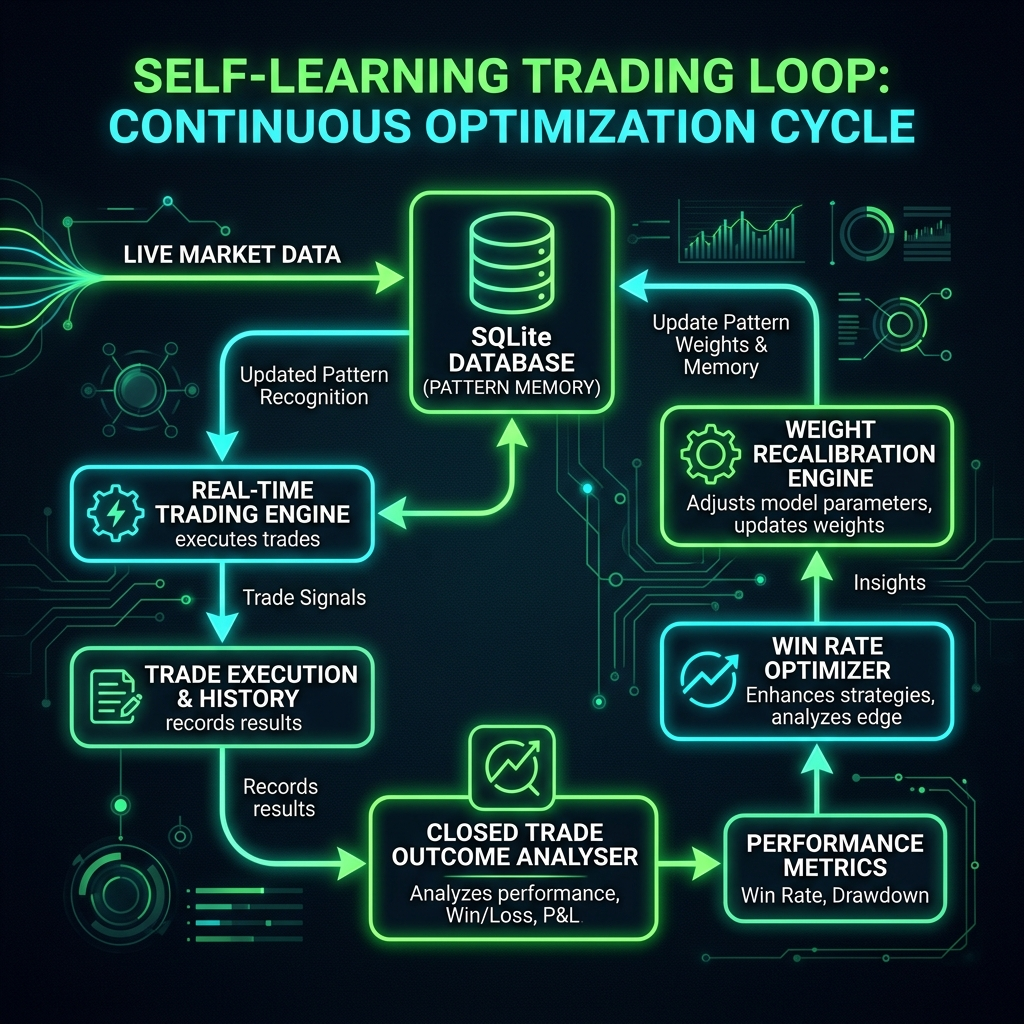 SELF-LEARNING TRADING LOOP:
CONTINUOUS OPTIMIZATION CYCLE
LIVE MARKET DATA
SQLite
DATABASE
(PATTERN MEMORY)
Update Pattern
Weights &
Memory
Updated Pattern
Recognition
WEIGHT
RECALIBRATION
ENGINE
Adjusts model parameters,
updates weights
REAL-TIME
TRADING ENGINE
executes trades
Insights
Trade Signals
WIN RATE
OPTIMIZER
Enhances strategies,
analyzes edge
TRADE EXECUTION
& HISTORY
records results
Records
results
CLOSED TRADE
OUTCOME ANALYSER
Analyzes performance,
Win/Loss, P&L
PERFORMANCE
METRICS
Win Rate, Drawdown